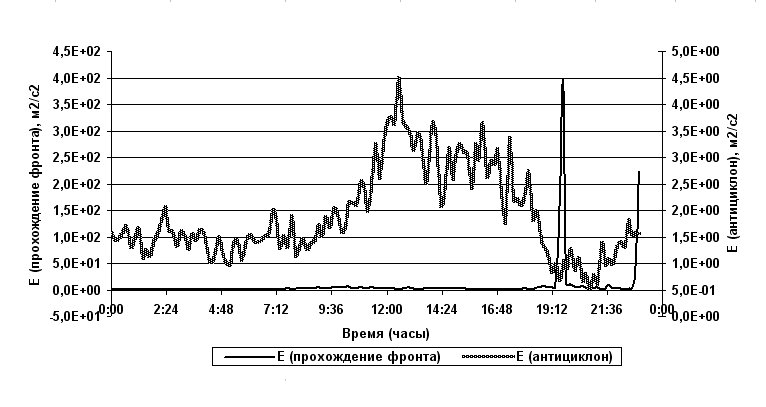 Е (прохождение фронта), м2/с2
4,5E+02
4,0E+02
3,5E+02
3,0E+02
2,5E+02
2,0E+02
1,5E+02
1,0E+02
5,0E+01
0,0E+00
-5,0E+01
5,0E+00
4,5E+00
4,0E+00
3,5E+00
3,0E+00
2,5E+00
2,0E+00
1,5E+00
1,0E+00
5,0E-01
0,0E+00
Е (антициклон), м2/с2
0:00 2:24 4:48 7:12 9:36 12:00 14:24 16:48 19:12 21:36 0:00
Время (часы)
Е (прохождение фронта) Е (антициклон)